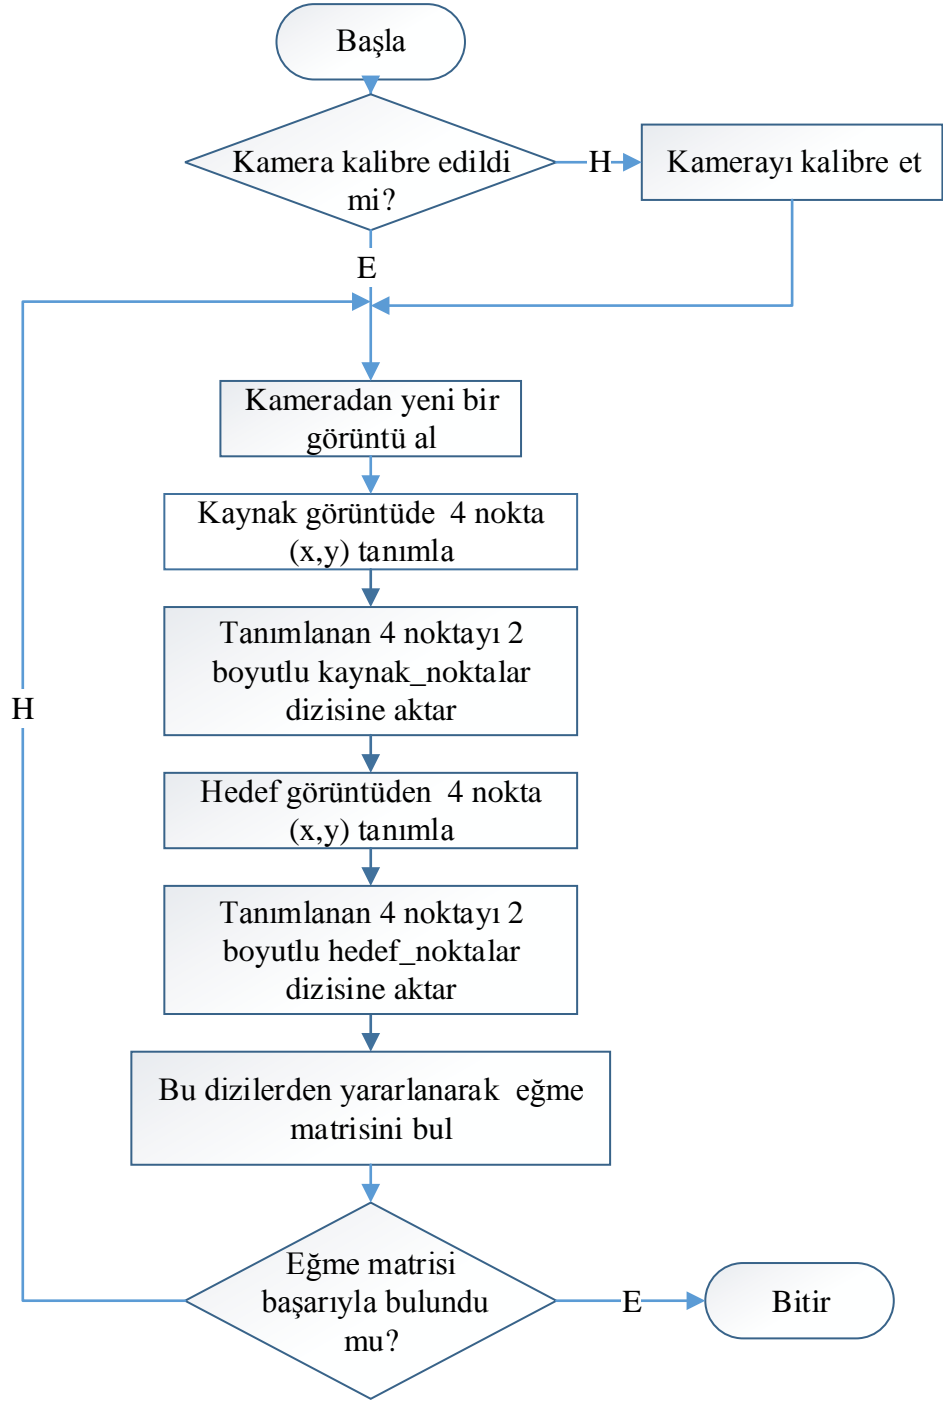 Başla
Kamera kalibre edildi
mi?
H
Kamerayı kalibre et
E
Kameradan yeni bir
görüntü al
Kaynak görüntüde 4 nokta
(x,y) tanımla
Tanımlanan 4 noktayı 2
boyutlu kaynak_noktalar
dizisine aktar
H
Hedef görüntüden 4 nokta
(x,y) tanımla
Tanımlanan 4 noktayı 2
boyutlu hedef_noktalar
dizisine aktar
Bu dizilerden yararlanarak eğme
matrisini bul
Eğme matrisi
başarıyla bulundu
mu?
E
Bitir